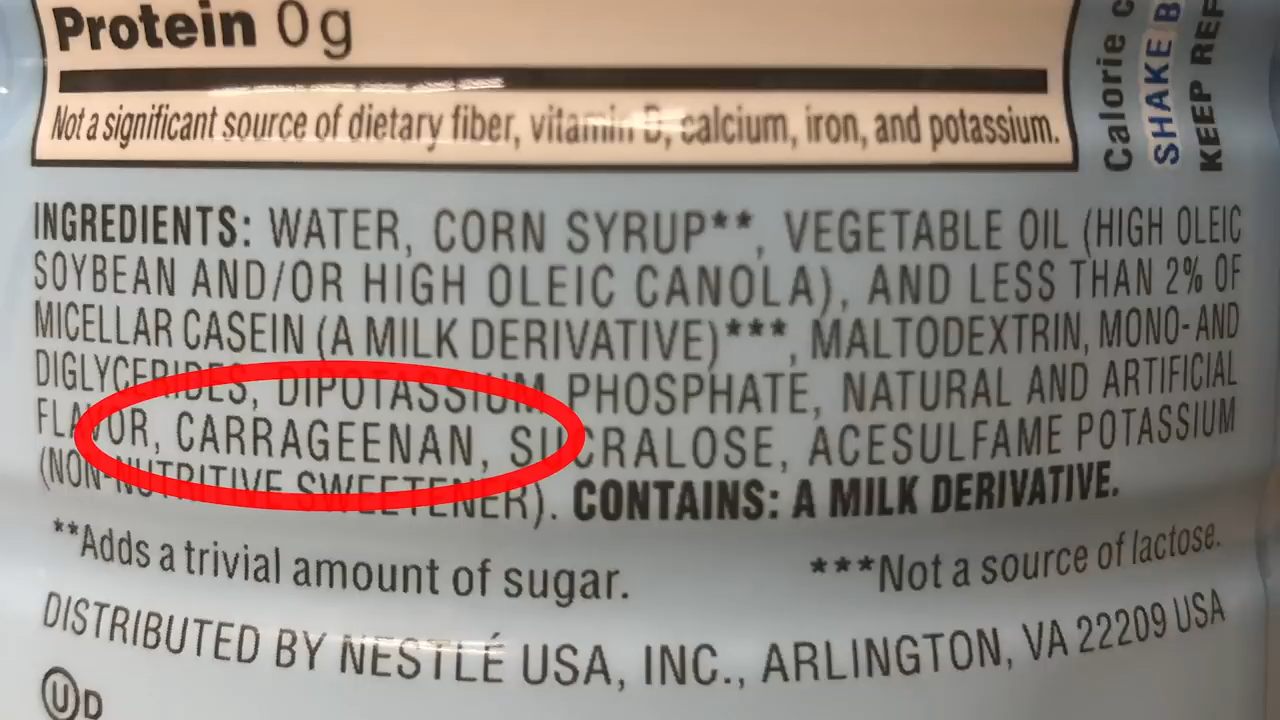 Protein 0g
Not a significant source of dietary fiber, vitamin D, calcium, iron, and potassium.
Calorie c
SHAKE B
KEEP REF
INGREDIENTS: WATER, CORN SYRUP**, VEGETABLE OIL (HIGH OLEIC
SOYBEAN AND/OR HIGH OLEIC CANOLA), AND LESS THAN 2% OF
MICELLAR CASEIN (A MILK DERIVATIVE)***, MALTODEXTRIN, MONO- AND
DIGLYCERIDES, DIPOTASSIUM PHOSPHATE, NATURAL AND ARTIFICIAL
FLAVOR, CARRAGEENAN, SUCRALOSE, ACESULFAME POTASSIUM
(NON-NUTRITIVE SWEETENER). CONTAINS: A MILK DERIVATIVE.
**Adds a trivial amount of sugar. ***Not a source of lactose.
DISTRIBUTED BY NESTLÉ USA, INC., ARLINGTON, VA 22209 USA
U D